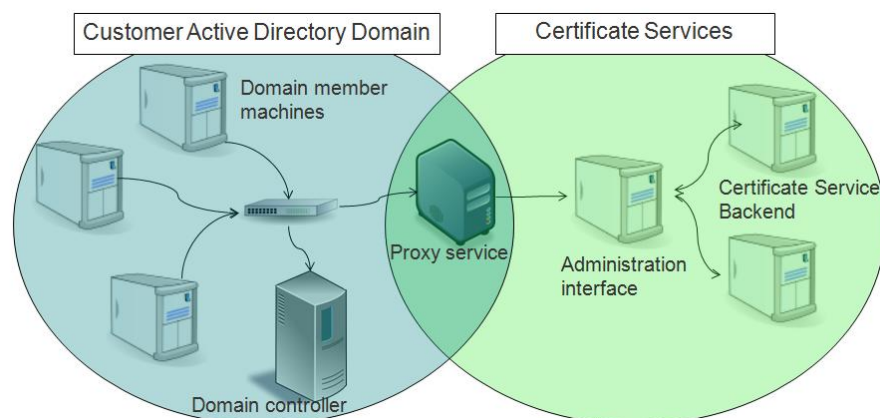 Customer Active Directory Domain
Certificate Services
Domain member
machines
Proxy service
Certificate Service
Backend
Administration
interface
Domain controller